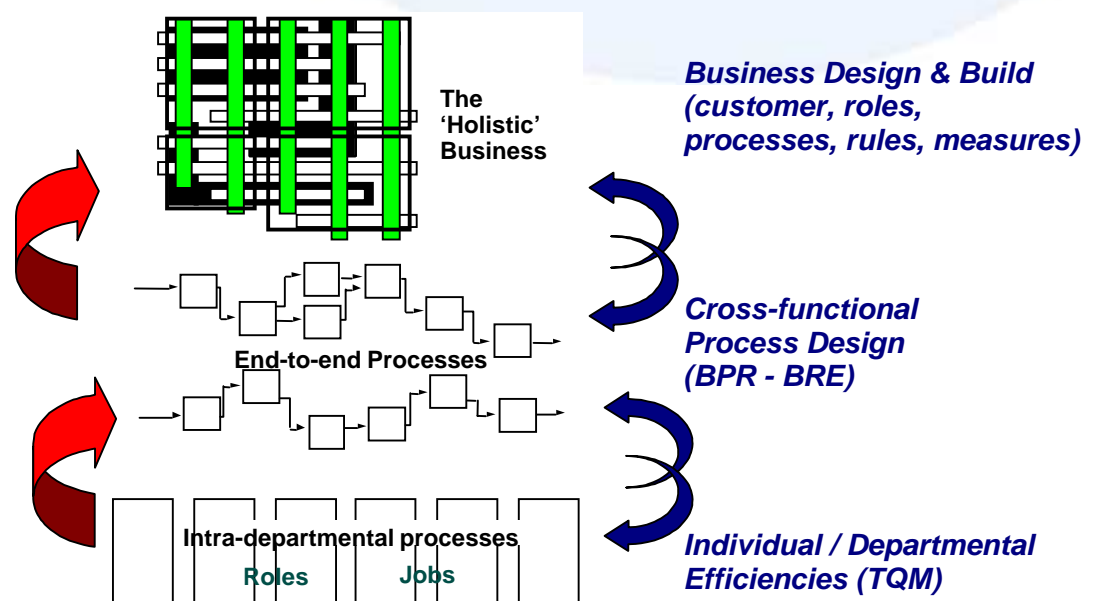 The
'Holistic'
Business
Business Design & Build
(customer, roles,
processes, rules, measures)
End-to-end Processes
Cross-functional
Process Design
(BPR - BRE)
Intra-departmental processes
Roles
Jobs
Individual / Departmental
Efficiencies (TQM)